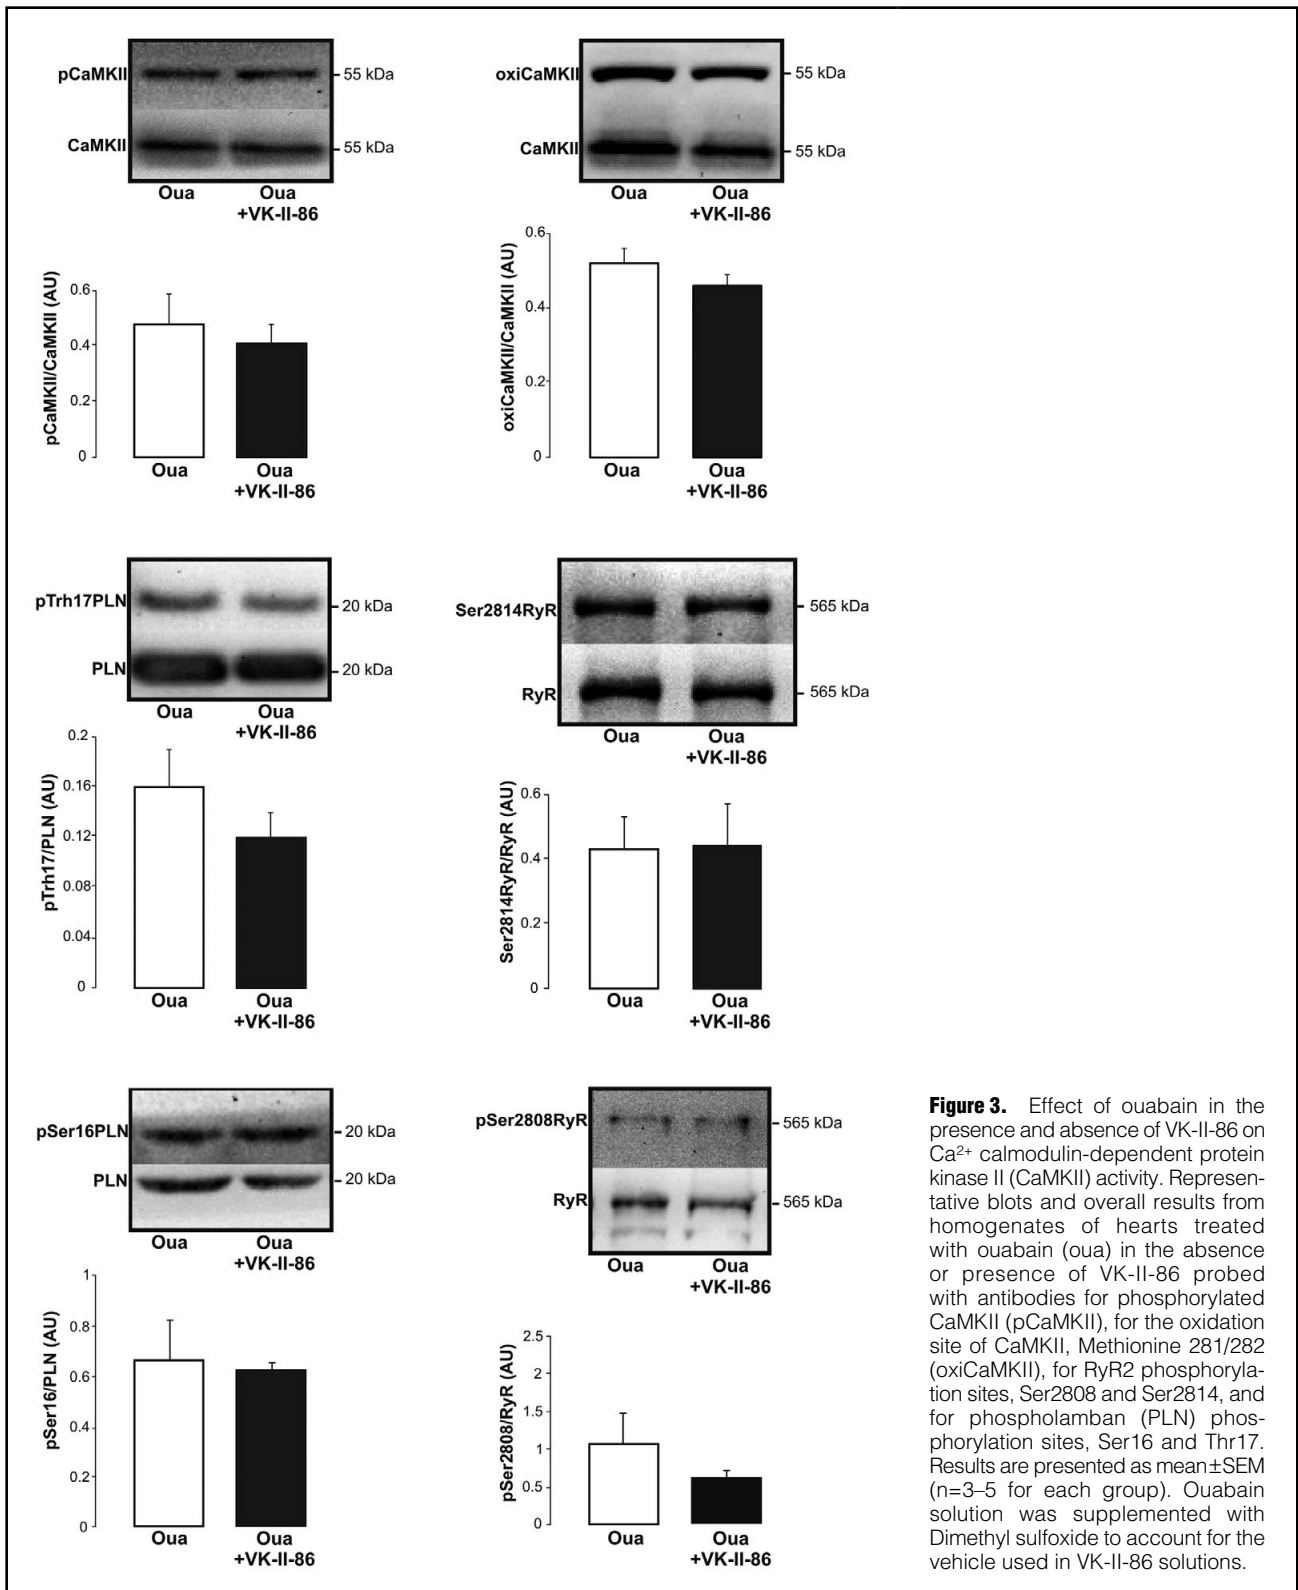 pCaMKII
55 kDa
CaMKII
55 kDa
Oua
Oua
+VK-II-86
pCaMKII/CaMKII (AU)
0.6
0.4
0.2
0
Oua
Oua
+VK-II-86
oxiCaMKII
55 kDa
CaMKII
55 kDa
Oua
Oua
+VK-II-86
oxiCaMKII/CaMKII (AU)
0.6
0.4
0.2
0
Oua
Oua
+VK-II-86
pTrh17PLN
20 kDa
PLN
20 kDa
Oua
Oua
+VK-II-86
pTrh17/PLN (AU)
0.2
0.16
0.12
0.08
0.04
0
Oua
Oua
+VK-II-86
Ser2814RyR
565 kDa
RyR
565 kDa
Oua
Oua
+VK-II-86
Ser2814RyR/RyR (AU)
0.6
0.4
0.2
0
Oua
Oua
+VK-II-86
pSer16PLN
20 kDa
PLN
20 kDa
Oua
Oua
+VK-II-86
pSer16/PLN (AU)
1
0.8
0.6
0.4
0.2
0
Oua
Oua
+VK-II-86
pSer2808RyR
565 kDa
RyR
565 kDa
Oua
Oua
+VK-II-86
pSer2808/RyR (AU)
2.5
2
1.5
1
0.5
0
Oua
Oua
+VK-II-86
Figure 3. Effect of ouabain in the
presence and absence of VK-II-86 on
Ca²⁺ calmodulin-dependent protein
kinase II (CaMKII) activity. Represen-
tative blots and overall results from
homogenates of hearts treated
with ouabain (oua) in the absence
or presence of VK-II-86 probed
with antibodies for phosphorylated
CaMKII (pCaMKII), for the oxidation
site of CaMKII, Methionine 281/282
(oxiCaMKII), for RyR2 phosphoryla-
tion sites, Ser2808 and Ser2814, and
for phospholamban (PLN) phos-
phorylation sites, Ser16 and Thr17.
Results are presented as mean±SEM
(n=3–5 for each group). Ouabain
solution was supplemented with
Dimethyl sulfoxide to account for the
vehicle used in VK-II-86 solutions.